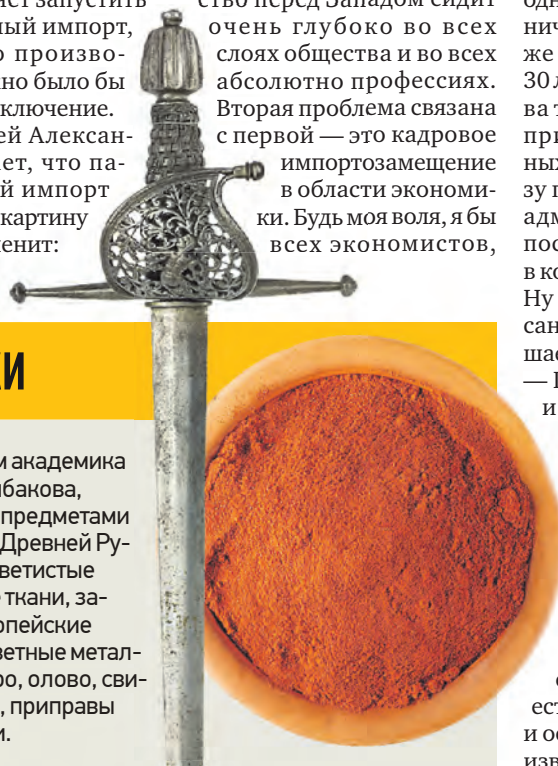 ный импорт,
произво-
но было бы
ключение.
ей Алексан-
ет, что па-
й импорт
картину
енит:
ство перед Западом сидит
очень глубоко во всех
слоях общества и во всех
абсолютно профессиях.
Вторая проблема связана
с первой — это кадровое
импортозамещение
в области экономи-
ки. Будь моя воля, я бы
всех экономистов,
КИ
м академика
бакова,
предметами
Древней Ру-
ветистые
ткани, за-
опейские
ветные метал-
ро, олово, сви-
, приправы
и.
нич
же
30 л
ва т
при
ных
зу п
адм
пос
в ко
Ну
сан
шас
и
ест
и ос
изв